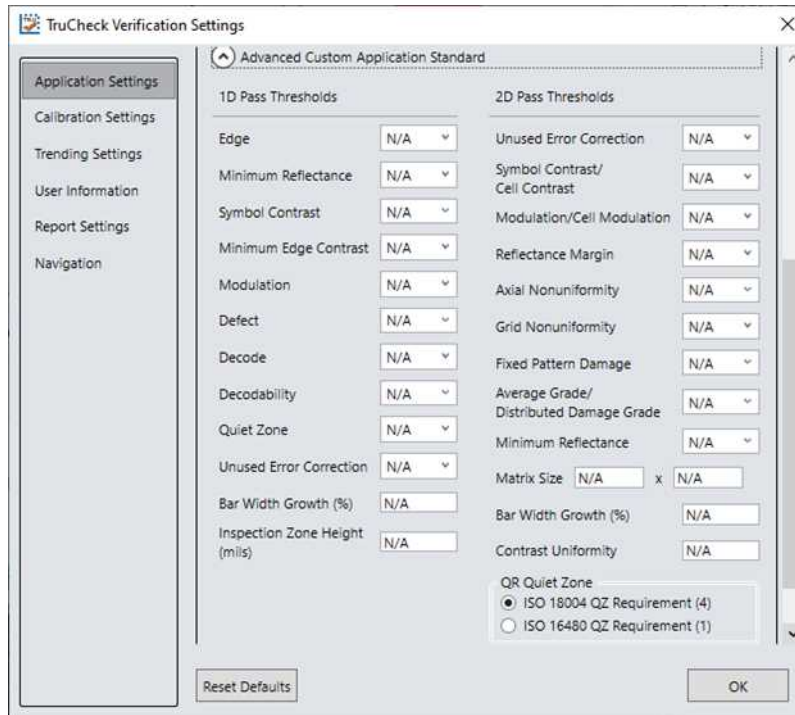 TruCheck Verification Settings
Application Settings
Calibration Settings
Trending Settings
User Information
Report Settings
Navigation
Advanced Custom Application Standard
1D Pass Thresholds
Edge N/A
Minimum Reflectance N/A
Symbol Contrast N/A
Minimum Edge Contrast N/A
Modulation N/A
Defect N/A
Decode N/A
Decodability N/A
Quiet Zone N/A
Unused Error Correction N/A
Bar Width Growth (%) N/A
Inspection Zone Height
(mils) N/A
2D Pass Thresholds
Unused Error Correction N/A
Symbol Contrast/
Cell Contrast N/A
Modulation/Cell Modulation N/A
Reflectance Margin N/A
Axial Nonuniformity N/A
Grid Nonuniformity N/A
Fixed Pattern Damage N/A
Average Grade/
Distributed Damage Grade N/A
Minimum Reflectance N/A
Matrix Size N/A x N/A
Bar Width Growth (%) N/A
Contrast Uniformity N/A
QR Quiet Zone
ISO 18004 QZ Requirement (4)
ISO 16480 QZ Requirement (1)
Reset Defaults
OK